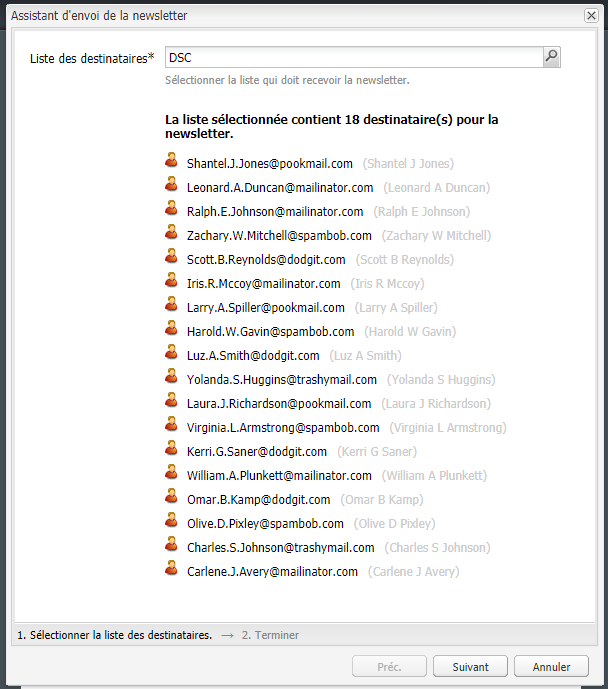 Assistant d'envoi de la newsletter
Liste des destinataires* DSC
Sélectionner la liste qui doit recevoir la newsletter.
La liste sélectionnée contient 18 destinataire(s) pour la
newsletter.
Shantel.J.Jones@pookmail.com (Shantel J Jones)
Leonard.A.Duncan@mailinator.com (Leonard A Duncan)
Ralph.E.Johnson@mailinator.com (Ralph E Johnson)
Zachary.W.Mitchell@spambob.com (Zachary W Mitchell)
Scott.B.Reynolds@dodgit.com (Scott B Reynolds)
Iris.R.Mccoy@mailinator.com (Iris R Mccoy)
Larry.A.Spiller@pookmail.com (Larry A Spiller)
Harold.W.Gavin@spambob.com (Harold W Gavin)
Luz.A.Smith@dodgit.com (Luz A Smith)
Yolanda.S.Huggins@trashymail.com (Yolanda S Huggins)
Laura.J.Richardson@pookmail.com (Laura J Richardson)
Virginia.L.Armstrong@spambob.com (Virginia L Armstrong)
Kerri.G.Saner@dodgit.com (Kerri G Saner)
William.A.Plunkett@mailinator.com (William A Plunkett)
Omar.B.Kamp@dodgit.com (Omar B Kamp)
Olive.D.Pixley@spambob.com (Olive D Pixley)
Charles.S.Johnson@trashymail.com (Charles S Johnson)
Carlene.J.Avery@mailinator.com (Carlene J Avery)
1. Sélectionner la liste des destinataires. → 2. Terminer
Préc. Suivant Annuler